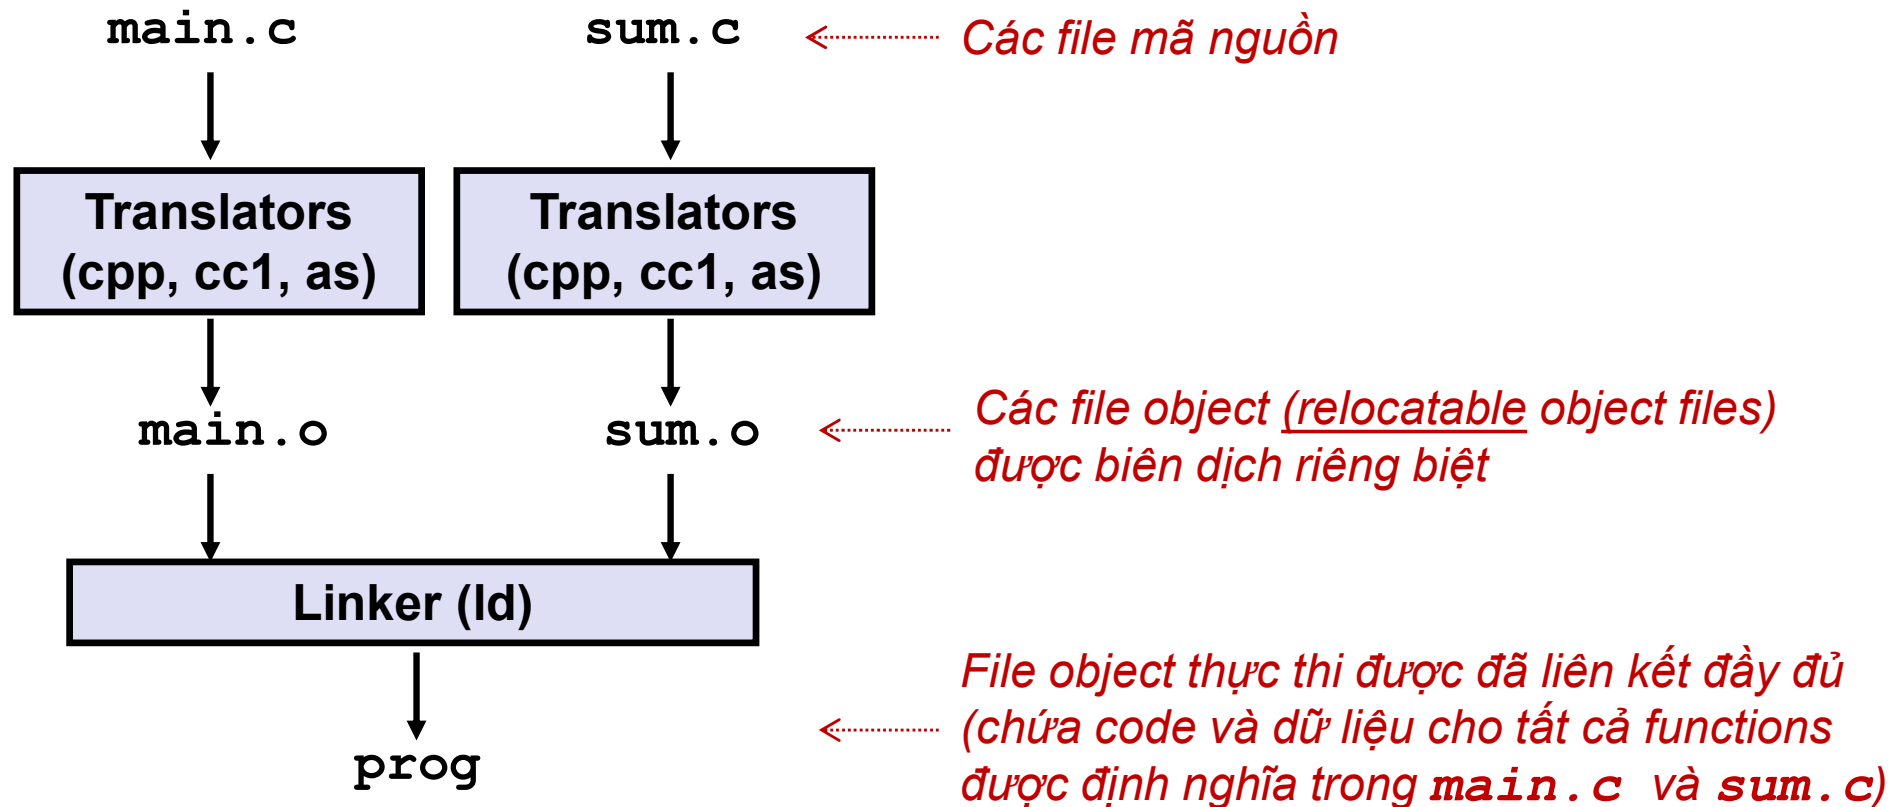 main.c sum.c Các file mã nguồn
Translators
(cpp, cc1, as)
Translators
(cpp, cc1, as)
main.o sum.o
Các file object (relocatable object files)
được biên dịch riêng biệt
Linker (ld)
prog
File object thực thi được đã liên kết đầy đủ
(chứa code và dữ liệu cho tất cả functions
được định nghĩa trong main.c và sum.c)